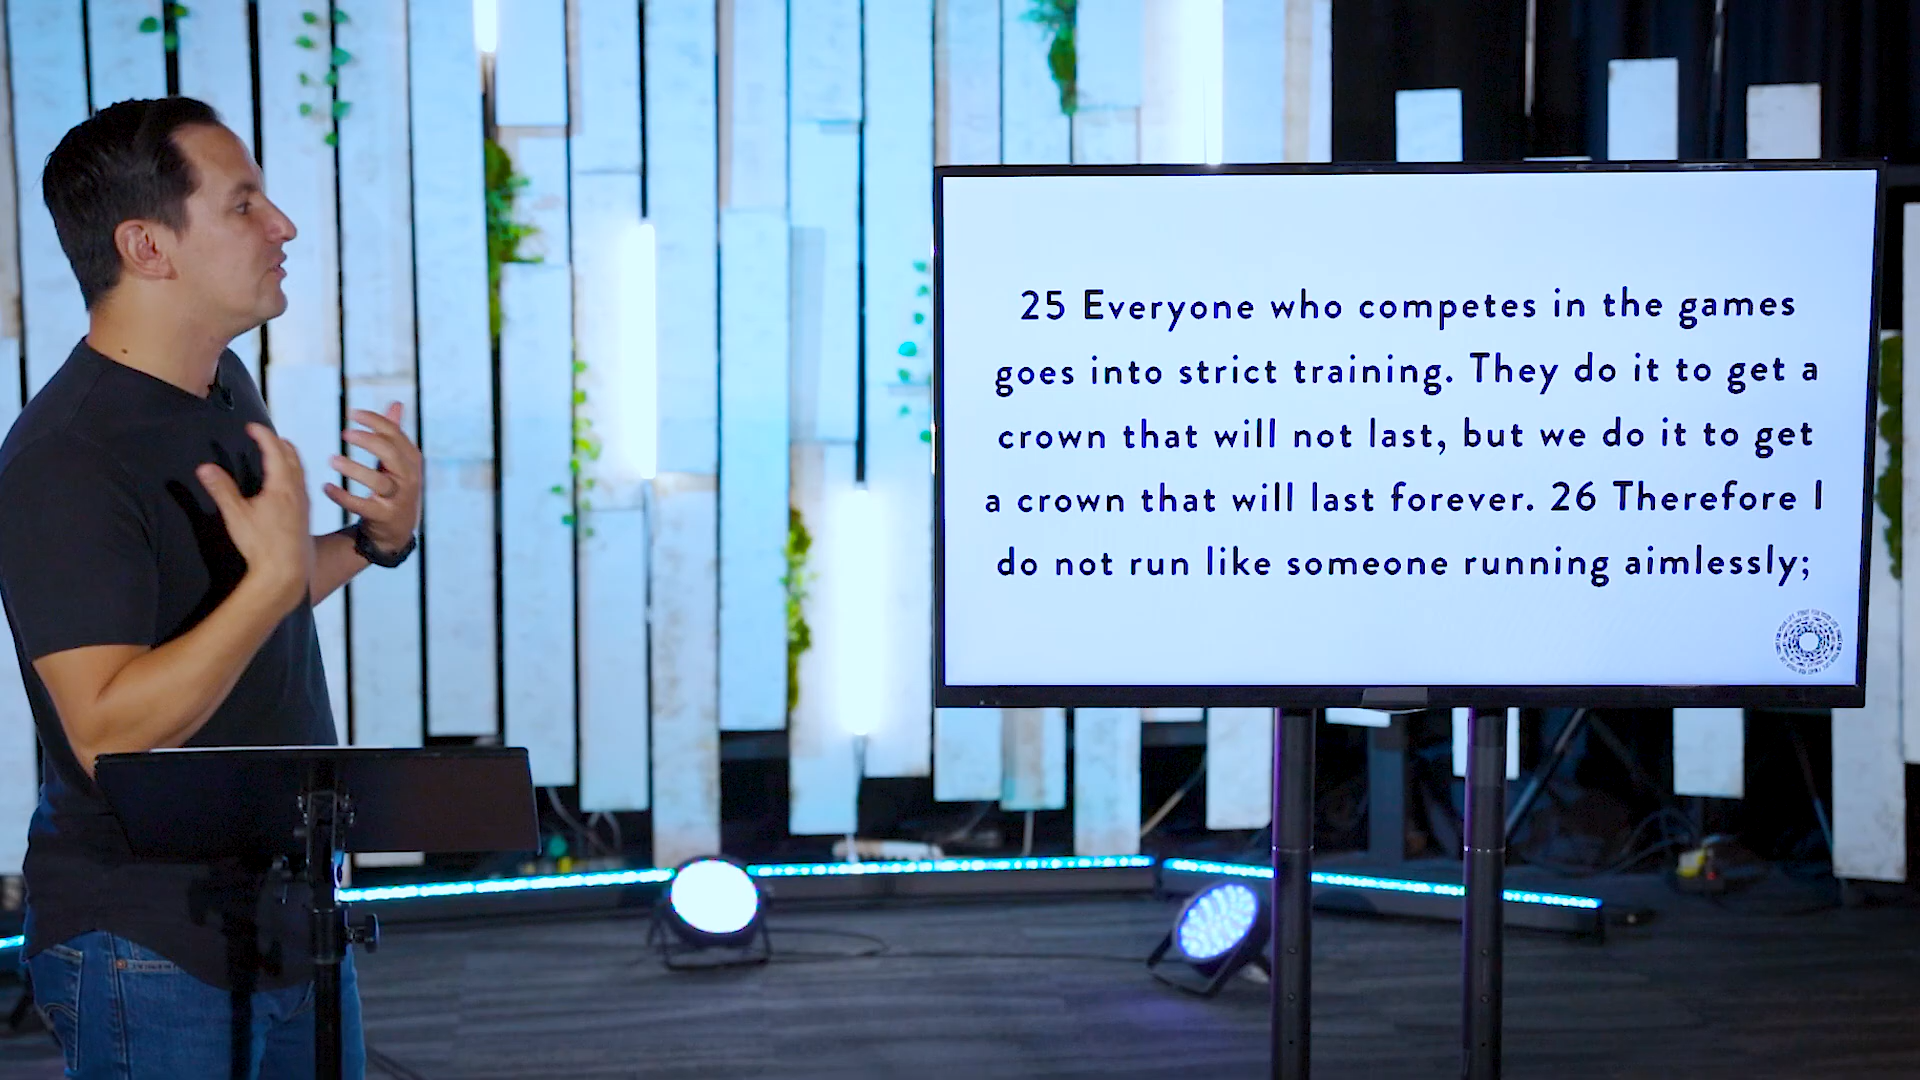 25 Everyone who competes in the games
goes into strict training. They do it to get a
crown that will not last, but we do it to get
a crown that will last forever. 26 Therefore I
do not run like someone running aimlessly;